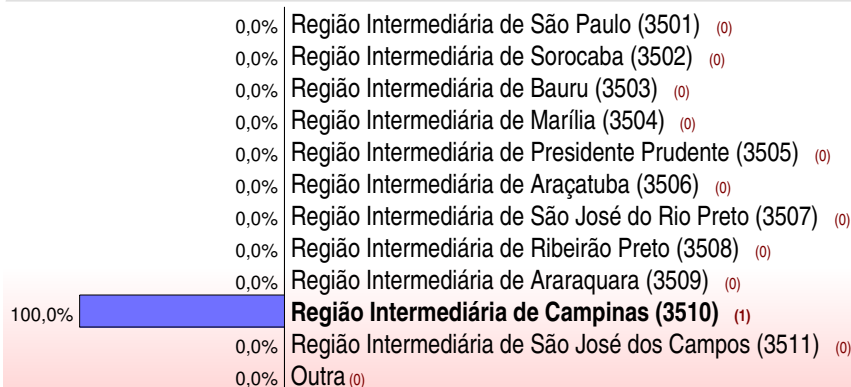 0,0% Região Intermediária de São Paulo (3501) (0)
0,0% Região Intermediária de Sorocaba (3502) (0)
0,0% Região Intermediária de Bauru (3503) (0)
0,0% Região Intermediária de Marília (3504) (0)
0,0% Região Intermediária de Presidente Prudente (3505) (0)
0,0% Região Intermediária de Araçatuba (3506) (0)
0,0% Região Intermediária de São José do Rio Preto (3507) (0)
0,0% Região Intermediária de Ribeirão Preto (3508) (0)
0,0% Região Intermediária de Araraquara (3509) (0)
100,0% Região Intermediária de Campinas (3510) (1)
0,0% Região Intermediária de São José dos Campos (3511) (0)
0,0% Outra (0)